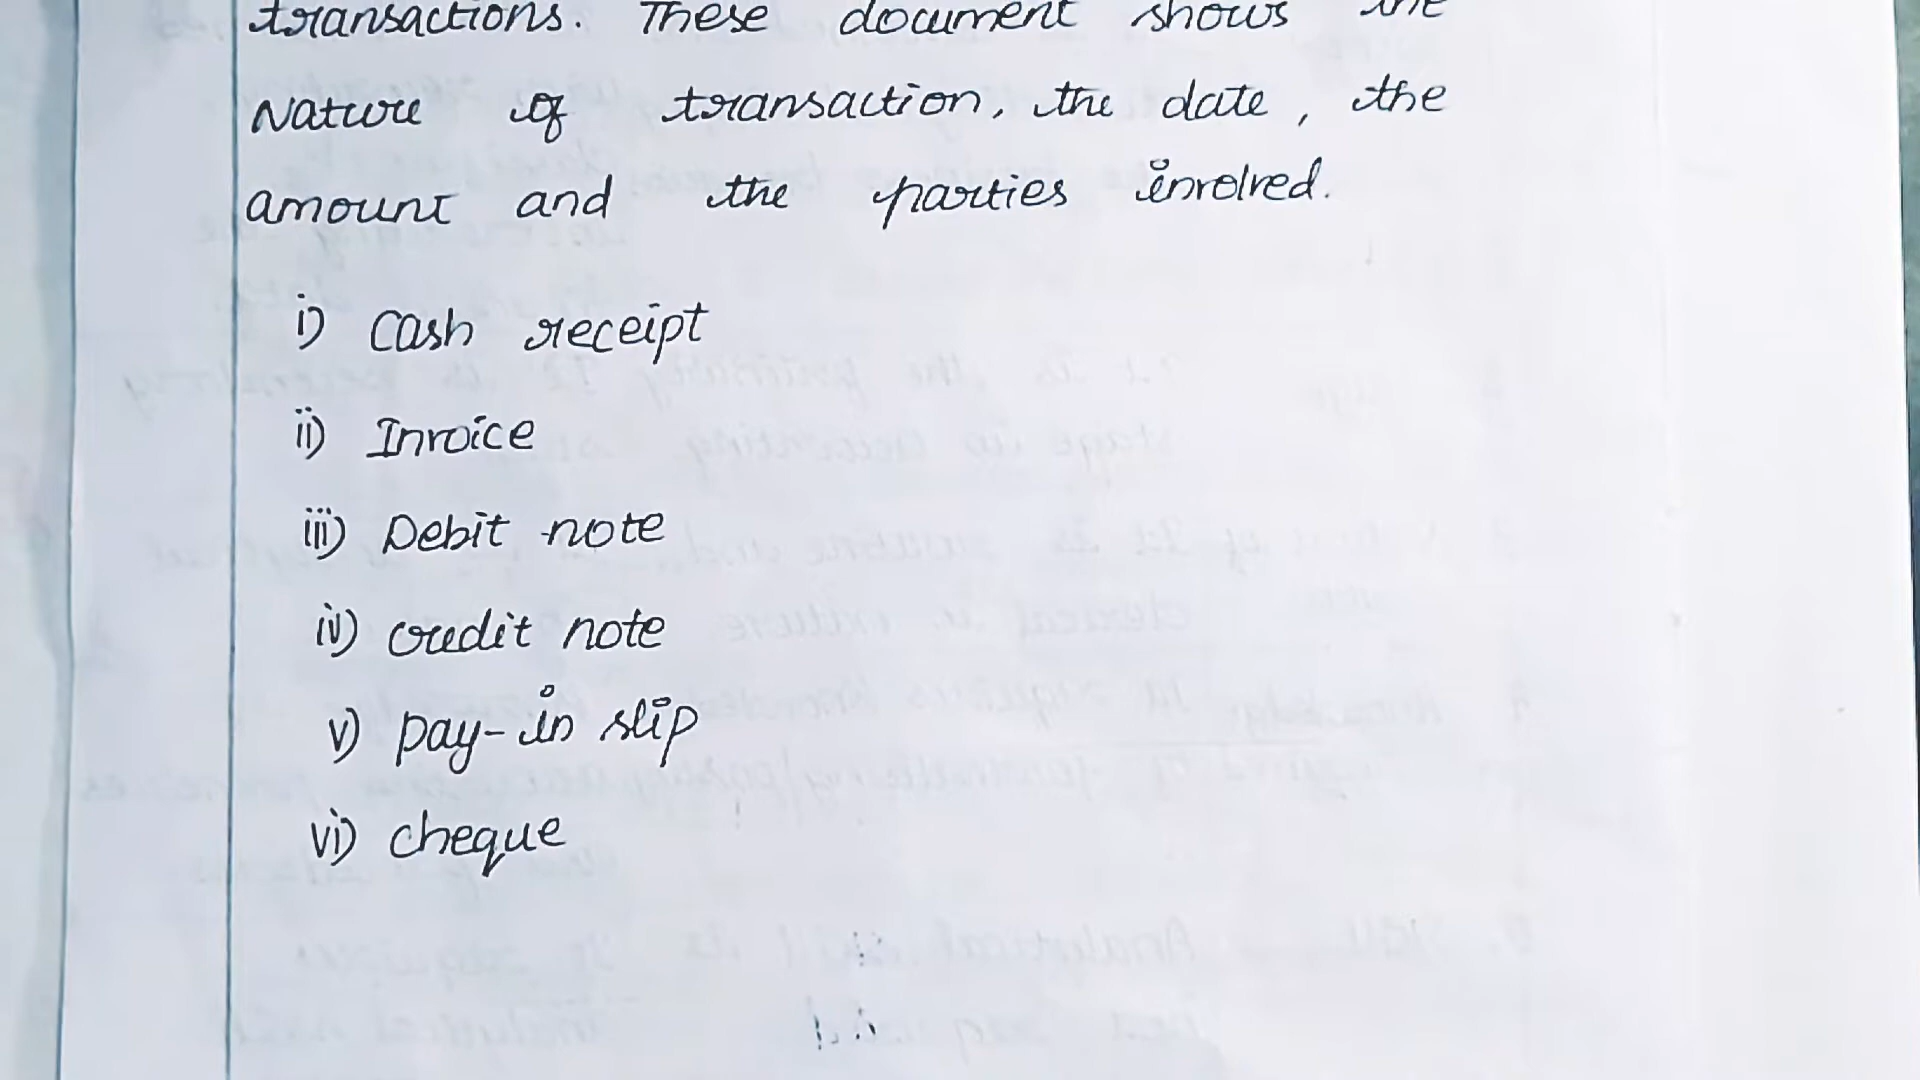 transactions. These document shows the
Nature of transaction, the date, the
amount and the parties involved.
i) Cash receipt
ii) Invoice
iii) Debit note
iv) credit note
v) pay-in slip
vi) cheque